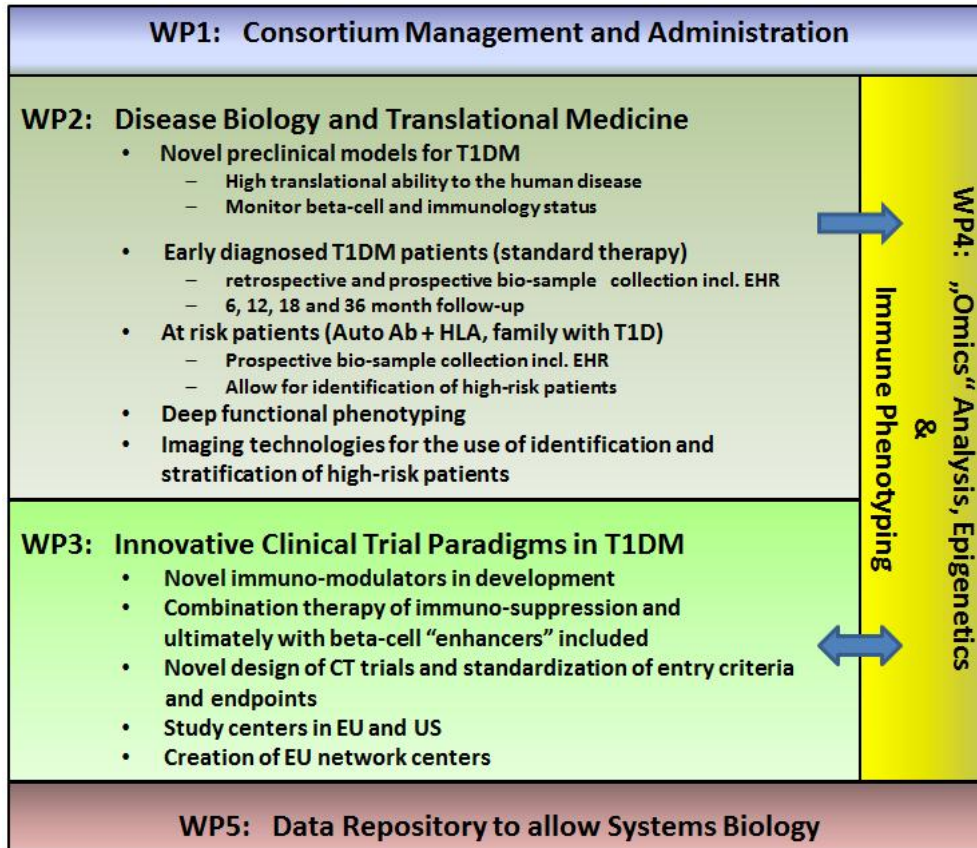 WP1: Consortium Management and Administration
WP2: Disease Biology and Translational Medicine
• Novel preclinical models for T1DM
– High translational ability to the human disease
– Monitor beta-cell and immunology status
• Early diagnosed T1DM patients (standard therapy)
– retrospective and prospective bio-sample collection incl. EHR
– 6, 12, 18 and 36 month follow-up
• At risk patients (Auto Ab + HLA, family with T1D)
– Prospective bio-sample collection incl. EHR
– Allow for identification of high-risk patients
• Deep functional phenotyping
• Imaging technologies for the use of identification and
stratification of high-risk patients
WP3: Innovative Clinical Trial Paradigms in T1DM
• Novel immuno-modulators in development
• Combination therapy of immuno-suppression and
ultimately with beta-cell “enhancers” included
• Novel design of CT trials and standardization of entry criteria
and endpoints
• Study centers in EU and US
• Creation of EU network centers
WP4: „Omics“ Analysis, Epigenetics
&
Immune Phenotyping
WP5: Data Repository to allow Systems Biology